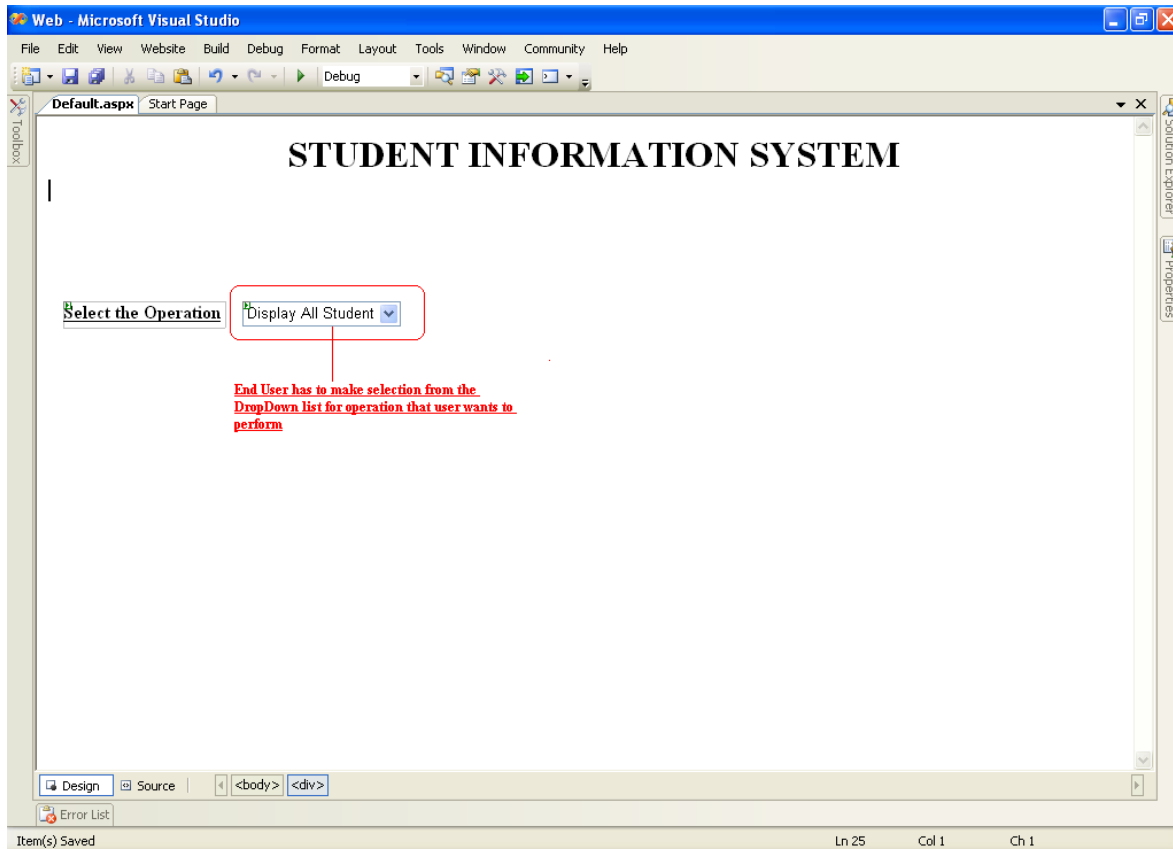 Web - Microsoft Visual Studio
File Edit View Website Build Debug Format Layout Tools Window Community Help
Debug
Default.aspx Start Page
Toolbox
Solution Explorer
Properties
STUDENT INFORMATION SYSTEM
Select the Operation Display All Student
End User has to make selection from the
DropDown list for operation that user wants to
perform
Design Source <body> <div>
Error List
Item(s) Saved Ln 25 Col 1 Ch 1